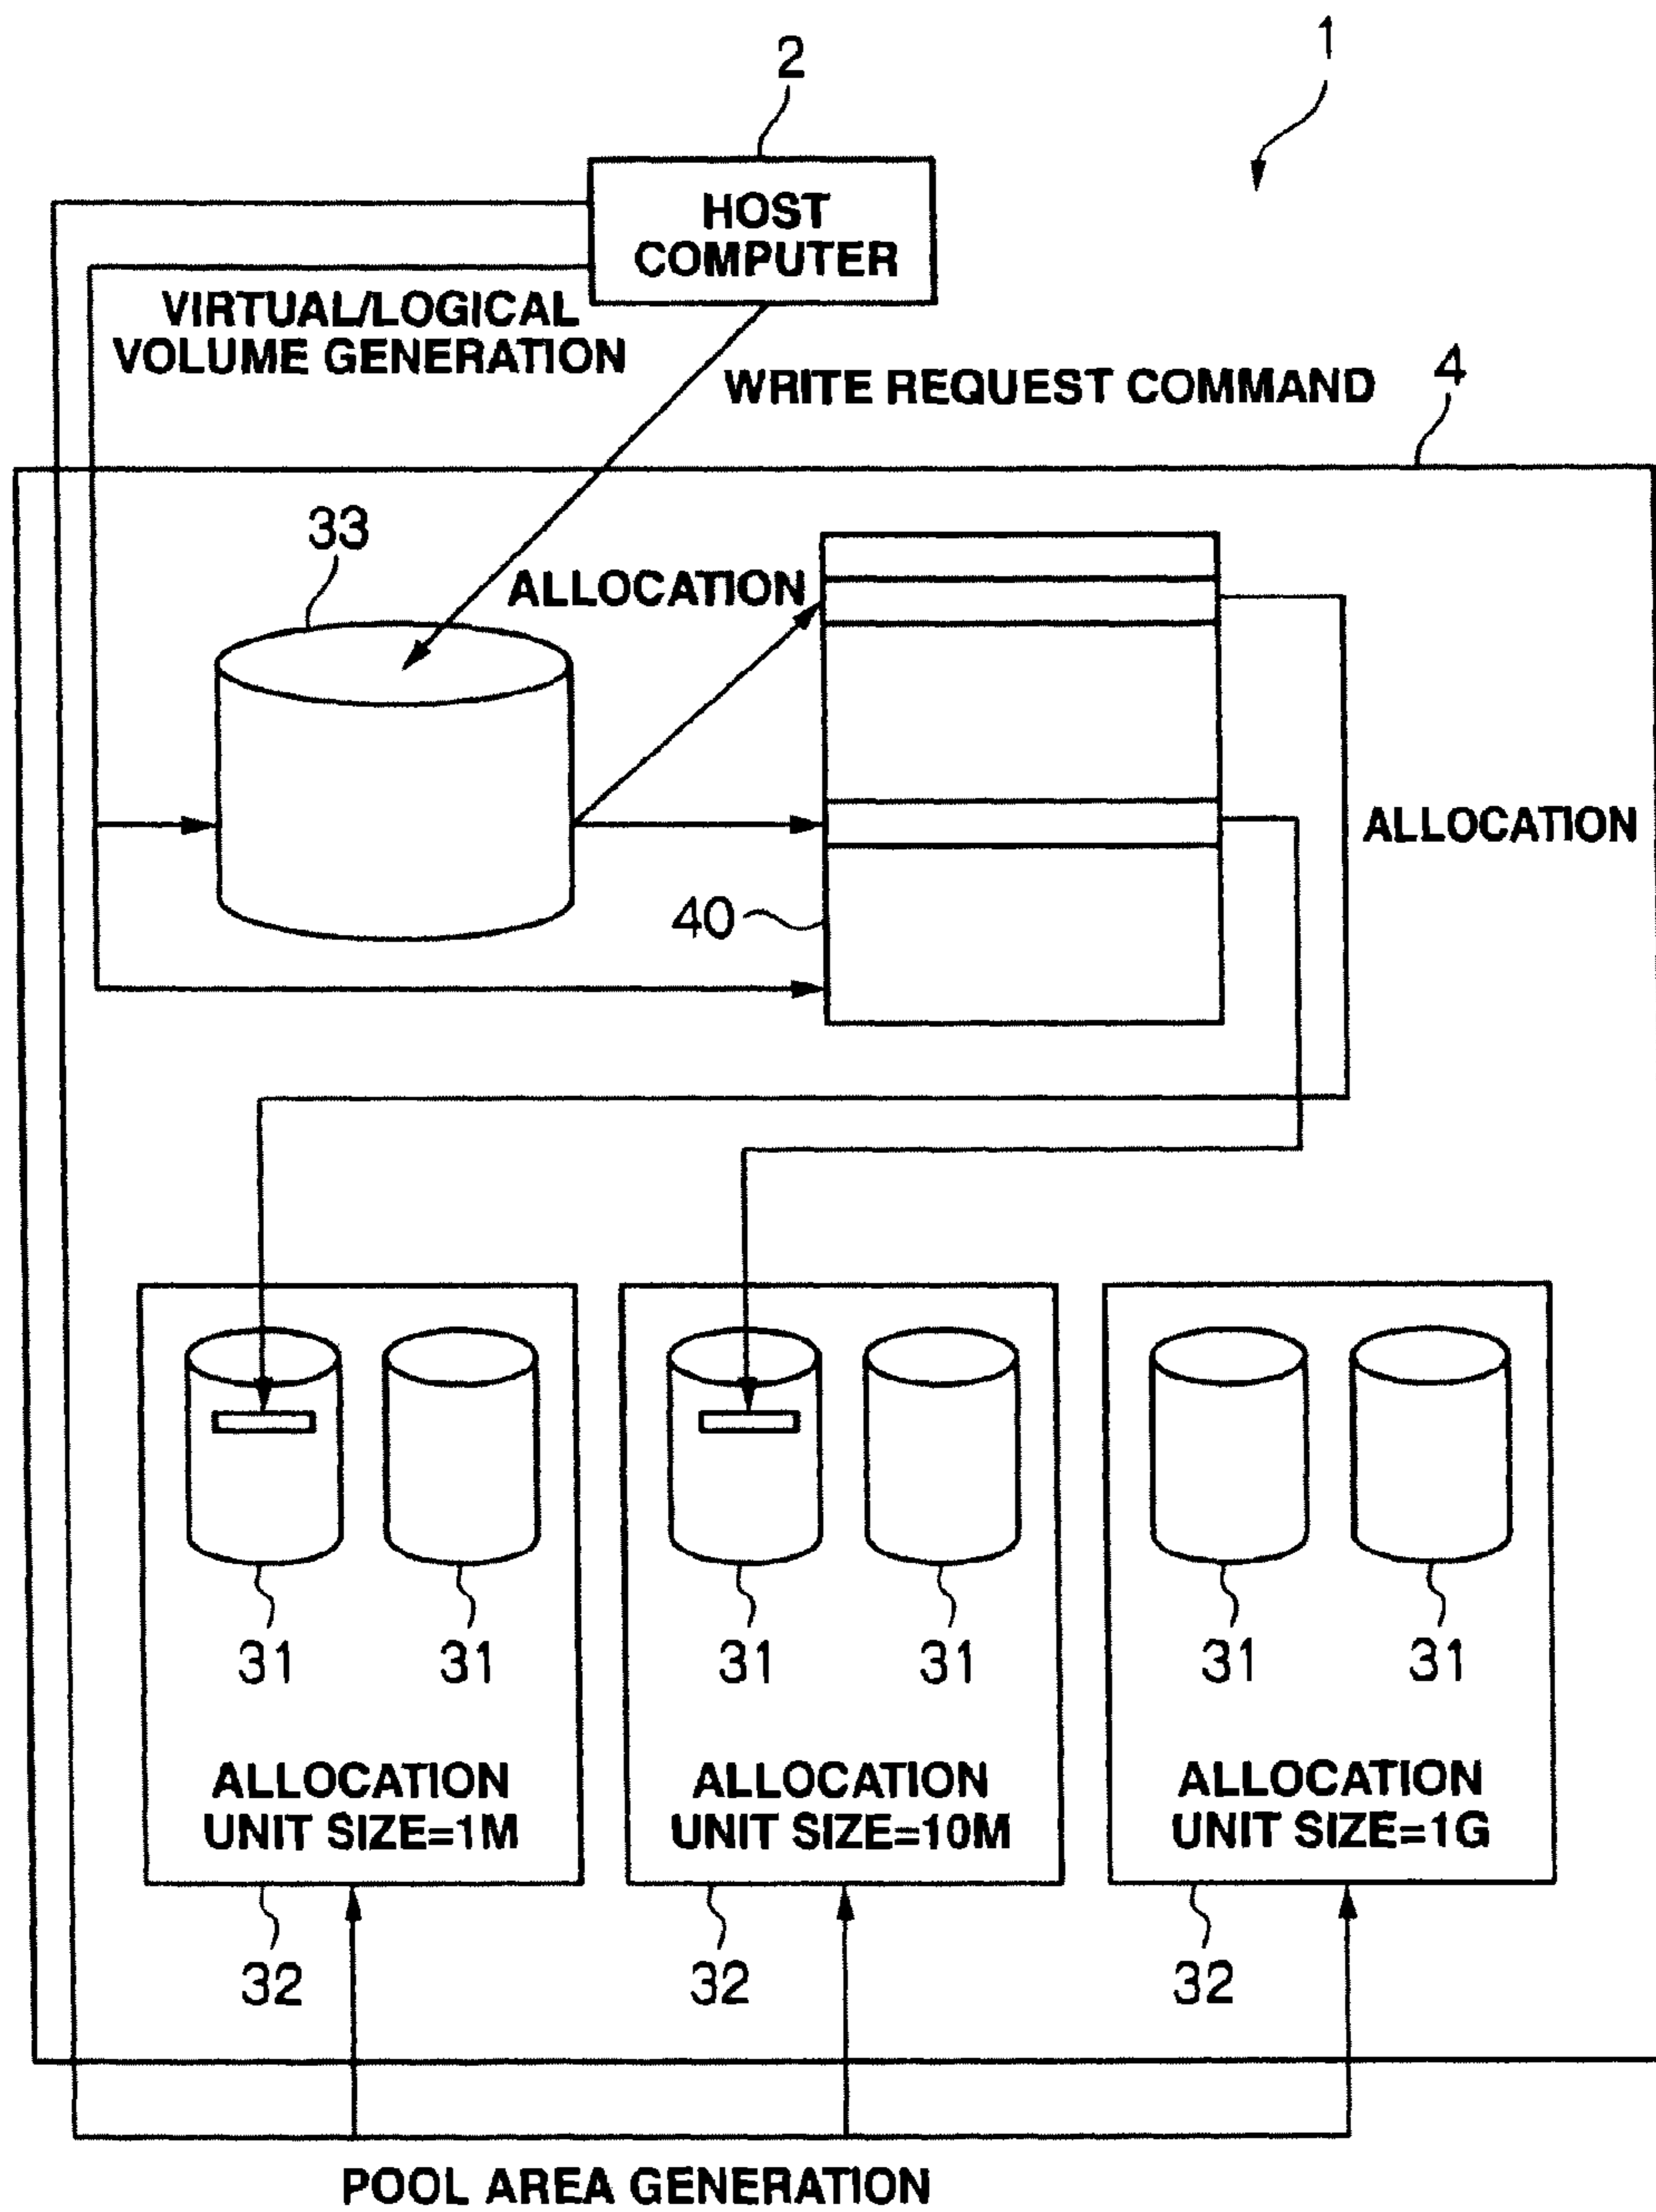 1
2
HOST
COMPUTER
VIRTUAL/LOGICAL
VOLUME GENERATION
WRITE REQUEST COMMAND
4
33
ALLOCATION
ALLOCATION
40
31
31
31
31
31
31
ALLOCATION
UNIT SIZE=1M
ALLOCATION
UNIT SIZE=10M
ALLOCATION
UNIT SIZE=1G
32
32
32
POOL AREA GENERATION